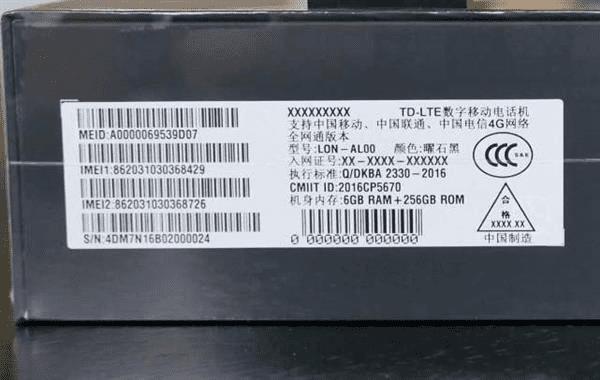 MEID:A0000069539D07
IMEI1:862031030368429
IMEI2:862031030368726
S/N:4DM7N16B02000024
XXXXXXXXX TD-LTE数字移动电话机
支持中国移动、中国联通、中国电信4G网络
全网通版本
型号:LON-AL00 颜色:曜石黑
入网证号:XX-XXXX-XXXXXX
执行标准:Q/DKBA 2330-2016
CMIIT ID:2016CP5670
机身内存:6GB RAM+256GB ROM
0 000000 000000 000
CCC S&E
合格
XXXX.XX
中国制造